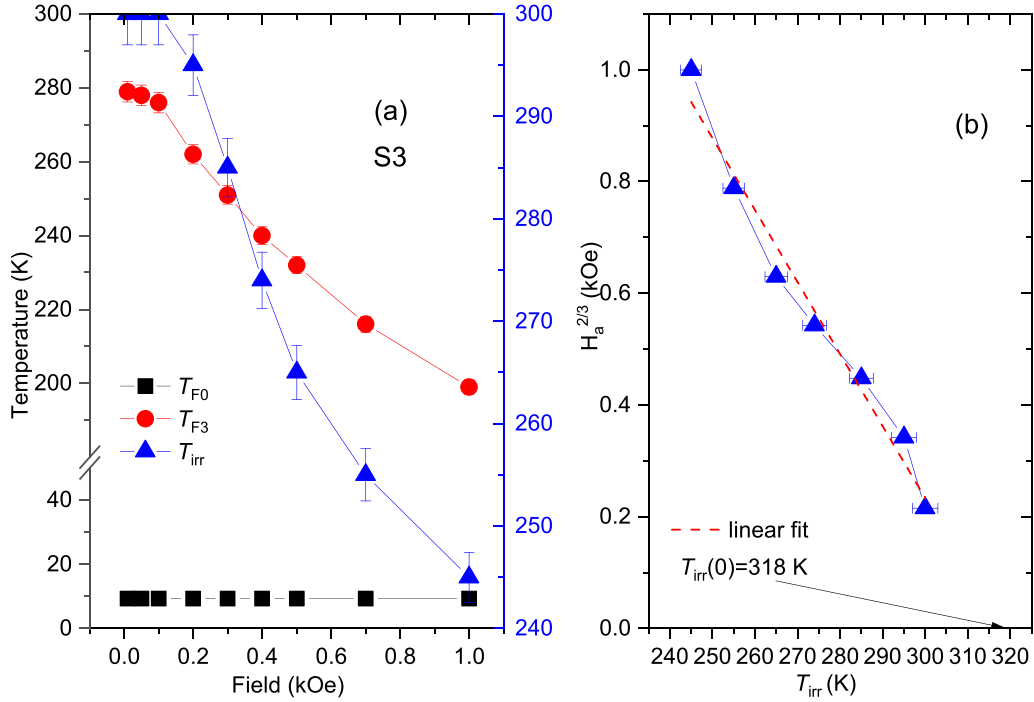 300
280
260
240
220
200
40
20
0
Temperature (K)
0.0 0.2 0.4 0.6 0.8 1.0
Field (kOe)
300
290
280
270
260
250
240
(a)
S3
T_F0
T_F3
T_irr
1.0
0.8
0.6
0.4
0.2
0.0
H_a^2/3 (kOe)
(b)
linear fit
T_irr(0)=318 K
240 250 260 270 280 290 300 310 320
T_irr (K)